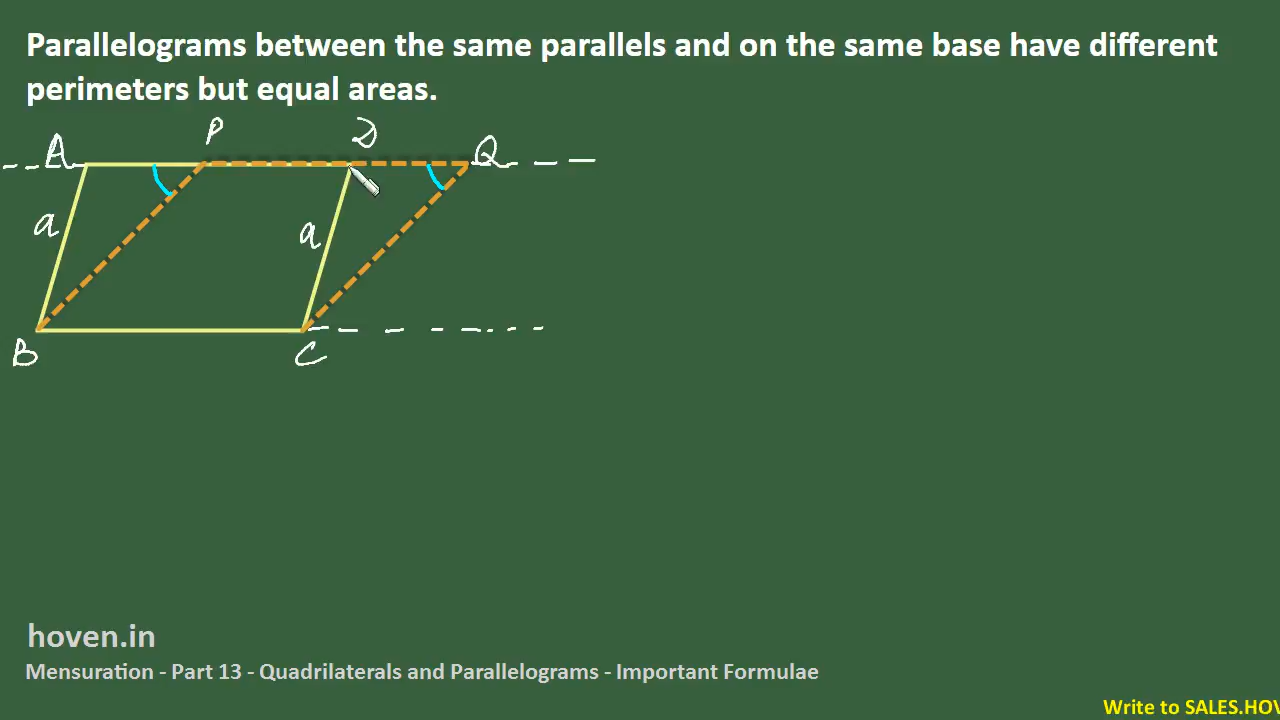 Parallelograms between the same parallels and on the same base have different
perimeters but equal areas.
P D
A Q
a a
B C
hoven.in
Mensuration - Part 13 - Quadrilaterals and Parallelograms - Important Formulae
Write to SALES.HOV